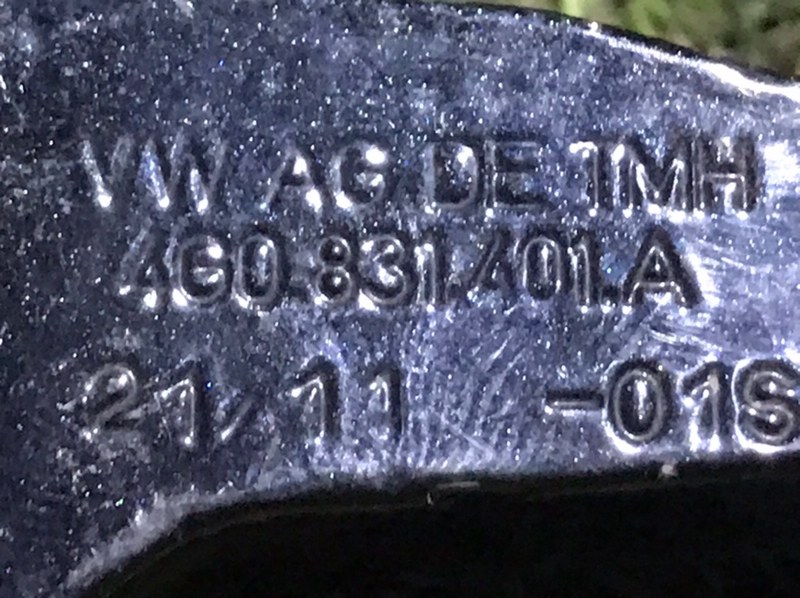 VW AG DE 1MH
4G0.831.401.A
21/11 -01S